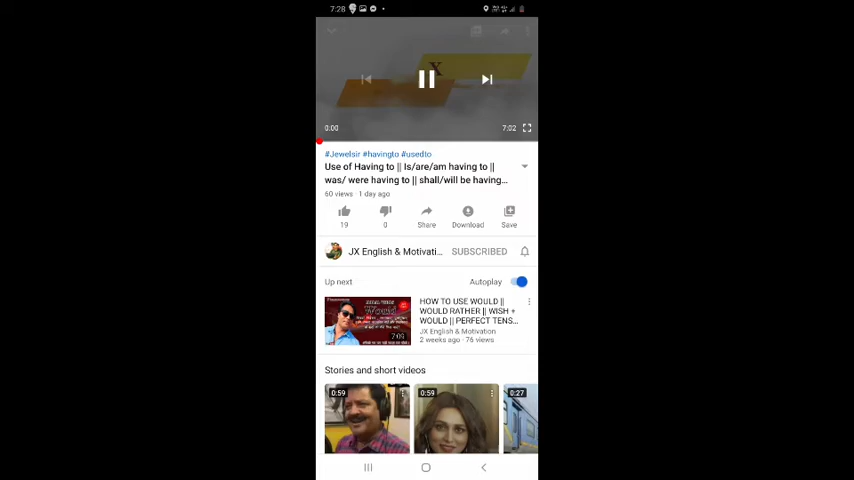 7:28
X
0:00
7:02
#Jewelsir #havingto #usedto
Use of Having to || Is/are/am having to ||
was/ were having to || shall/will be having...
60 views · 1 day ago
19
0
Share
Download
Save
JX English & Motivati...
SUBSCRIBED
Up next
Autoplay
Would
7:09
HOW TO USE WOULD ||
WOULD RATHER || WISH +
WOULD || PERFECT TENS...
JX English & Motivation
2 weeks ago · 76 views
Stories and short videos
0:59
0:59
0:27